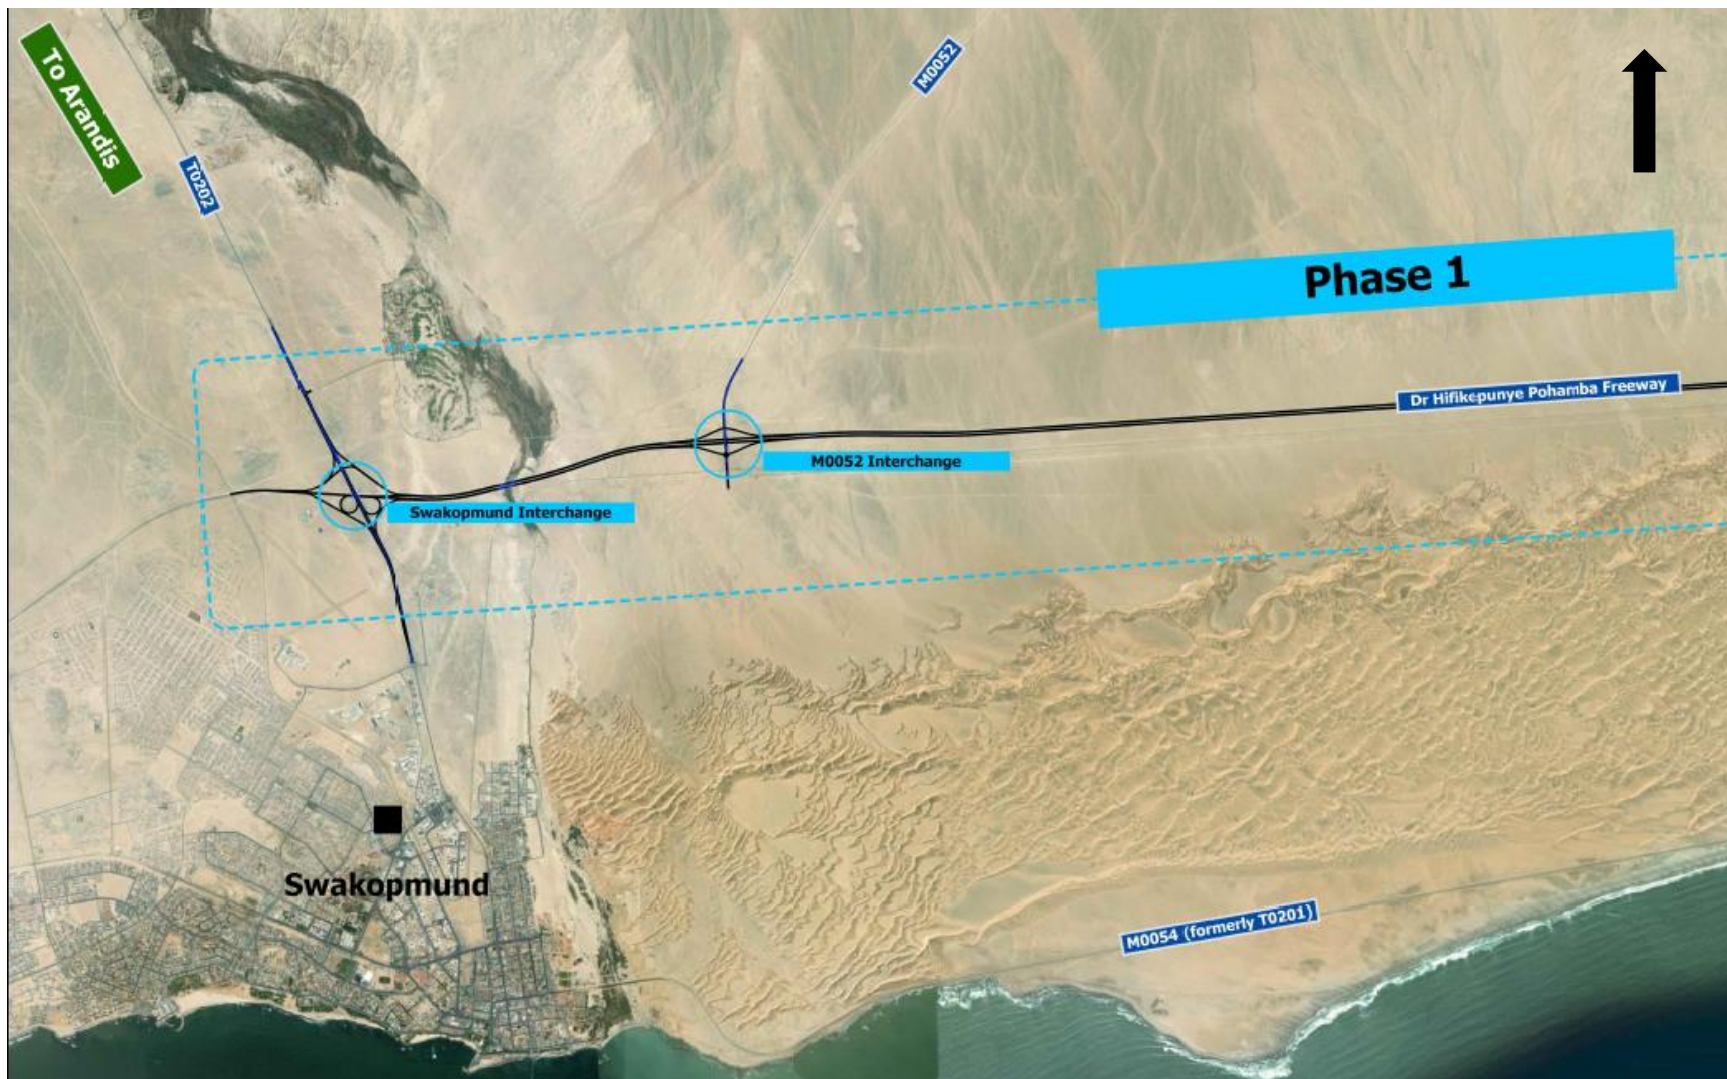 To Arandis
T0202
M0052
Phase 1
Dr Hifikepunye Pohamba Freeway
M0052 Interchange
Swakopmund Interchange
Swakopmund
M0054 (formerly T0201)